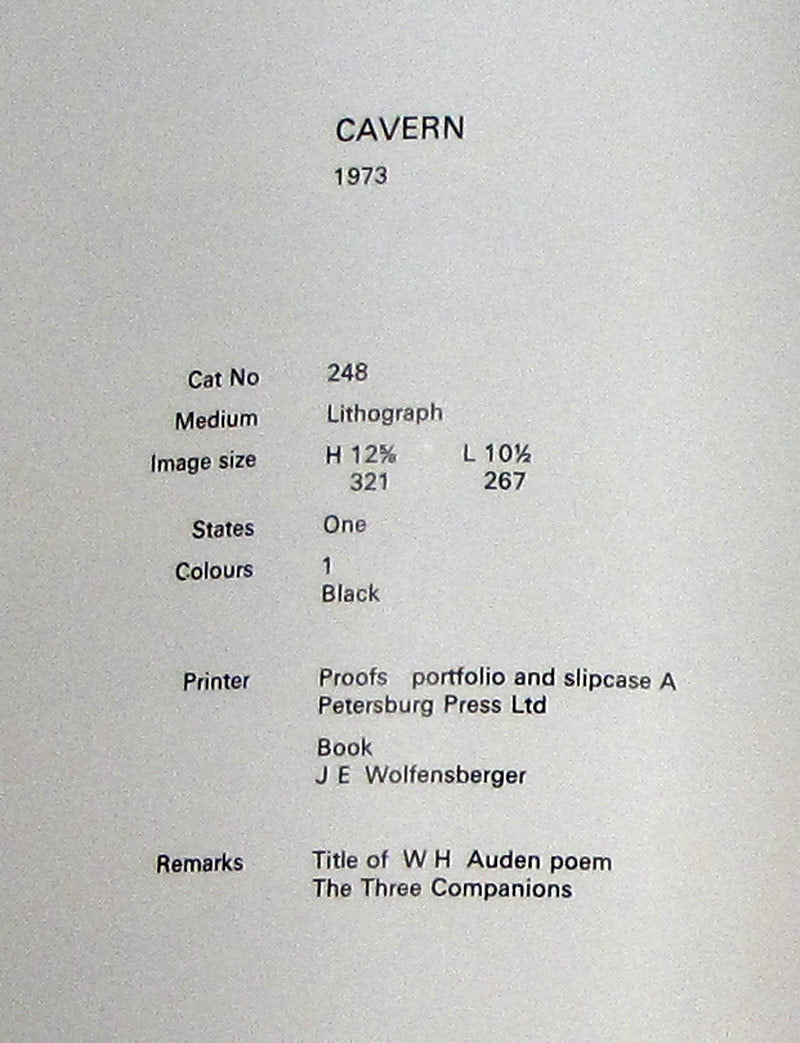 CAVERN
1973
Cat No 248
Medium Lithograph
Image size H 12⅝ L 10½
321 267
States One
Colours 1
Black
Printer Proofs portfolio and slipcase A
Petersburg Press Ltd
Book
J E Wolfensberger
Remarks Title of W H Auden poem
The Three Companions